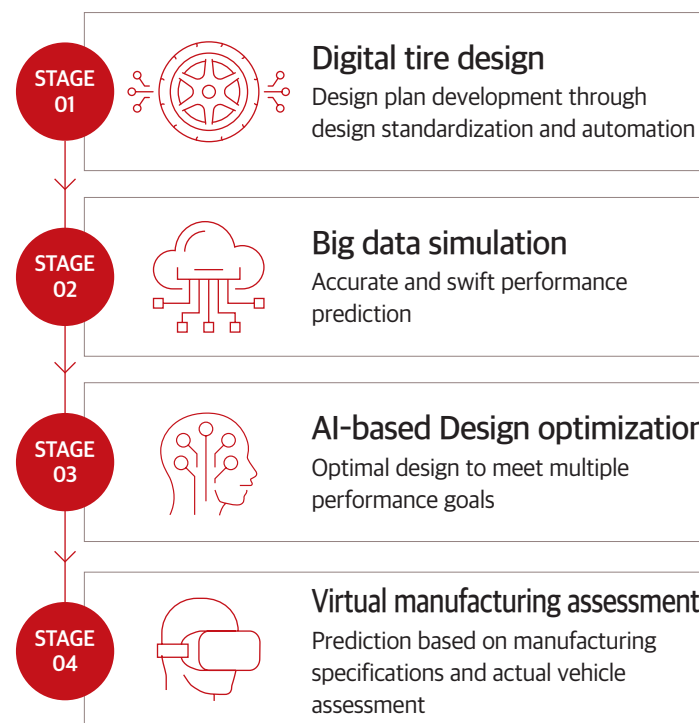 STAGE
01
Digital tire design
Design plan development through
design standardization and automation
STAGE
02
Big data simulation
Accurate and swift performance
prediction
STAGE
03
AI-based Design optimization
Optimal design to meet multiple
performance goals
STAGE
04
Virtual manufacturing assessment
Prediction based on manufacturing
specifications and actual vehicle
assessment